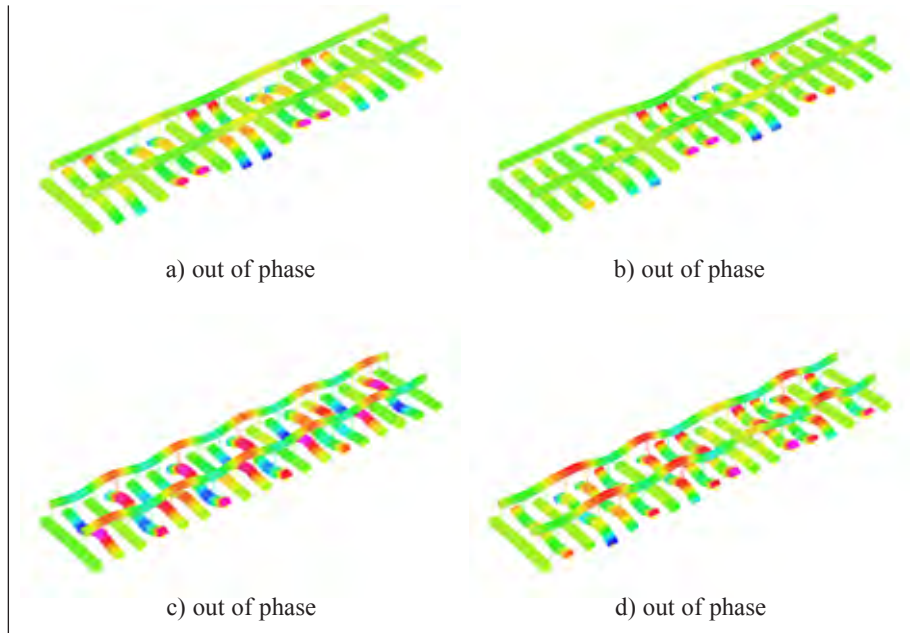 a) out of phase
b) out of phase
c) out of phase
d) out of phase